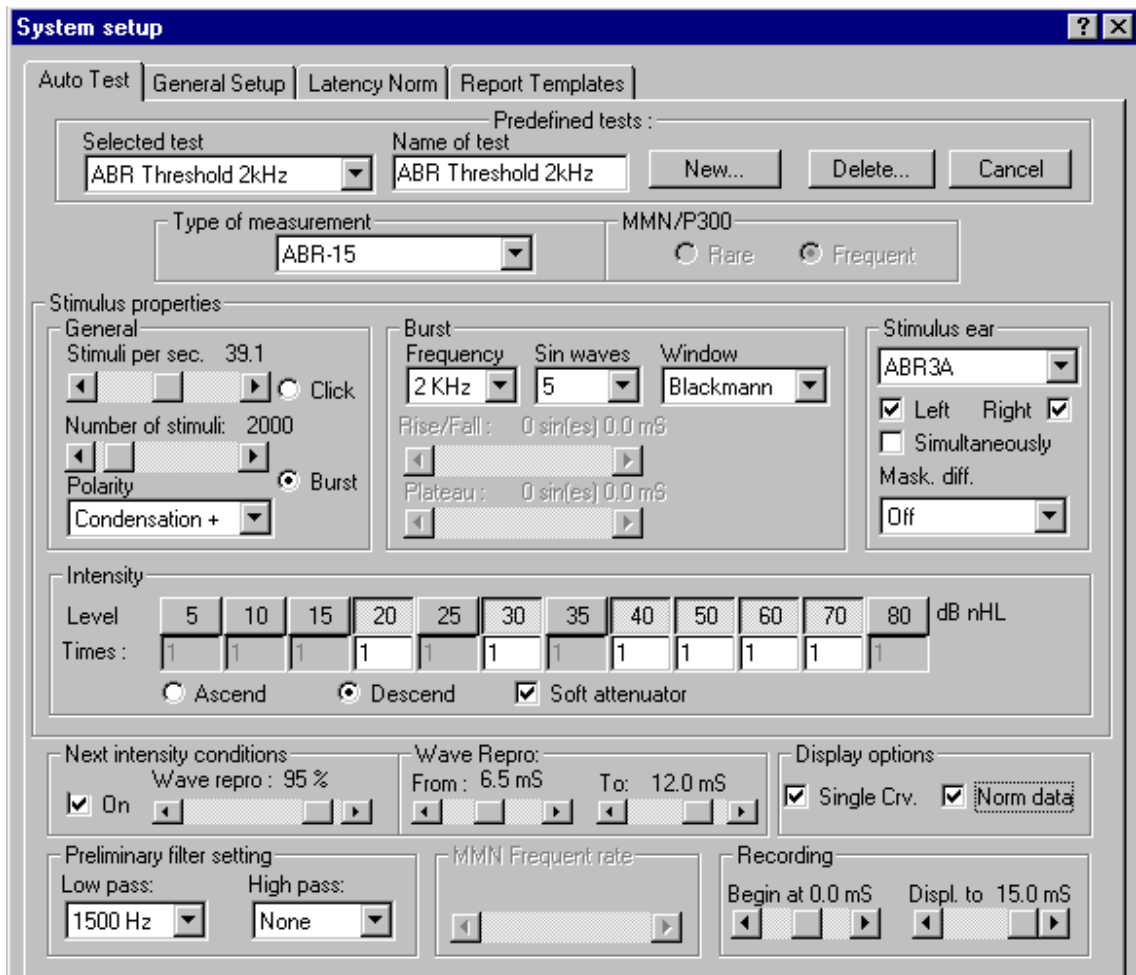 System setup
Auto Test General Setup Latency Norm Report Templates
Predefined tests :
Selected test Name of test
ABR Threshold 2kHz ABR Threshold 2kHz New... Delete... Cancel
Type of measurement MMN/P300
ABR-15 Rare Frequent
Stimulus properties
General Burst Stimulus ear
Stimuli per sec. 39.1 Frequency Sin waves Window
2 KHz 5 Blackmann ABR3A
Click
Left Right
Number of stimuli: 2000 Rise/Fall : 0 sin(es) 0.0 mS
Simultaneously
Polarity Burst Plateau : 0 sin(es) 0.0 mS Mask. diff.
Condensation + Off
Intensity
Level 5 10 15 20 25 30 35 40 50 60 70 80 dB nHL
Times : 1 1 1 1 1 1 1 1 1 1 1 1
Ascend Descend Soft attenuator
Next intensity conditions Wave Repro: Display options
Wave repro : 95 % From : 6.5 mS To: 12.0 mS
On Single Crv. Norm data
Preliminary filter setting MMN Frequent rate Recording
Low pass: High pass: Begin at 0.0 mS Displ. to 15.0 mS
1500 Hz None